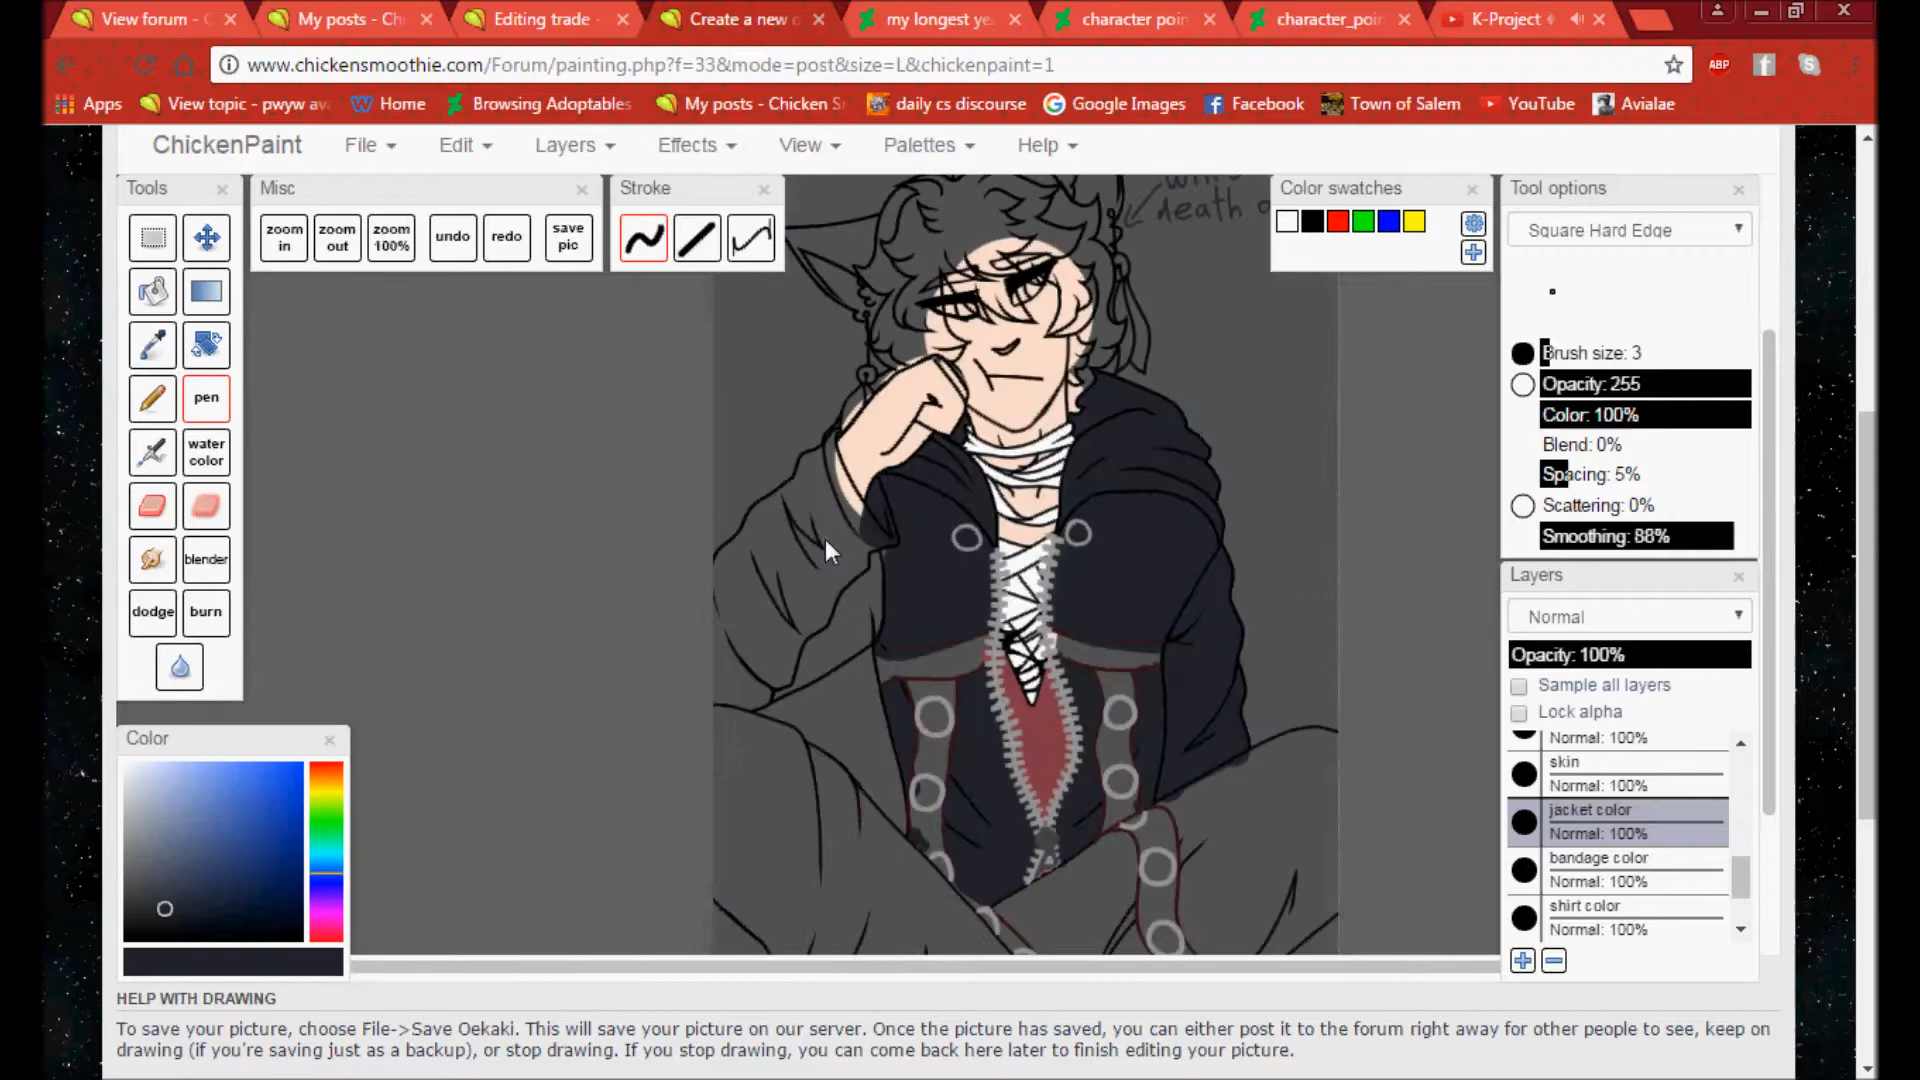 View forum - C
My posts - Ch
Editing trade
Create a new o
my longest ye
character poin
character_poin
K-Project
www.chickensmoothie.com/Forum/painting.php?f=33&mode=post&size=L&chickenpaint=1
ABP
Apps
View topic - pwyw ava
Home
Browsing Adoptables
My posts - Chicken Sr
daily cs discourse
Google Images
Facebook
Town of Salem
YouTube
Avialae
ChickenPaint
File
Edit
Layers
Effects
View
Palettes
Help
Tools
Misc
Stroke
Color swatches
Tool options
zoom in
zoom out
zoom 100%
undo
redo
save pic
death o
Square Hard Edge
Brush size: 3
Opacity: 255
Color: 100%
Blend: 0%
Spacing: 5%
Scattering: 0%
Smoothing: 88%
pen
water color
blender
dodge
burn
Layers
Normal
Opacity: 100%
Sample all layers
Lock alpha
Normal: 100%
skin
Normal: 100%
jacket color
Normal: 100%
bandage color
Normal: 100%
shirt color
Normal: 100%
Color
HELP WITH DRAWING
To save your picture, choose File->Save Oekaki. This will save your picture on our server. Once the picture has saved, you can either post it to the forum right away for other people to see, keep on
drawing (if you're saving just as a backup), or stop drawing. If you stop drawing, you can come back here later to finish editing your picture.